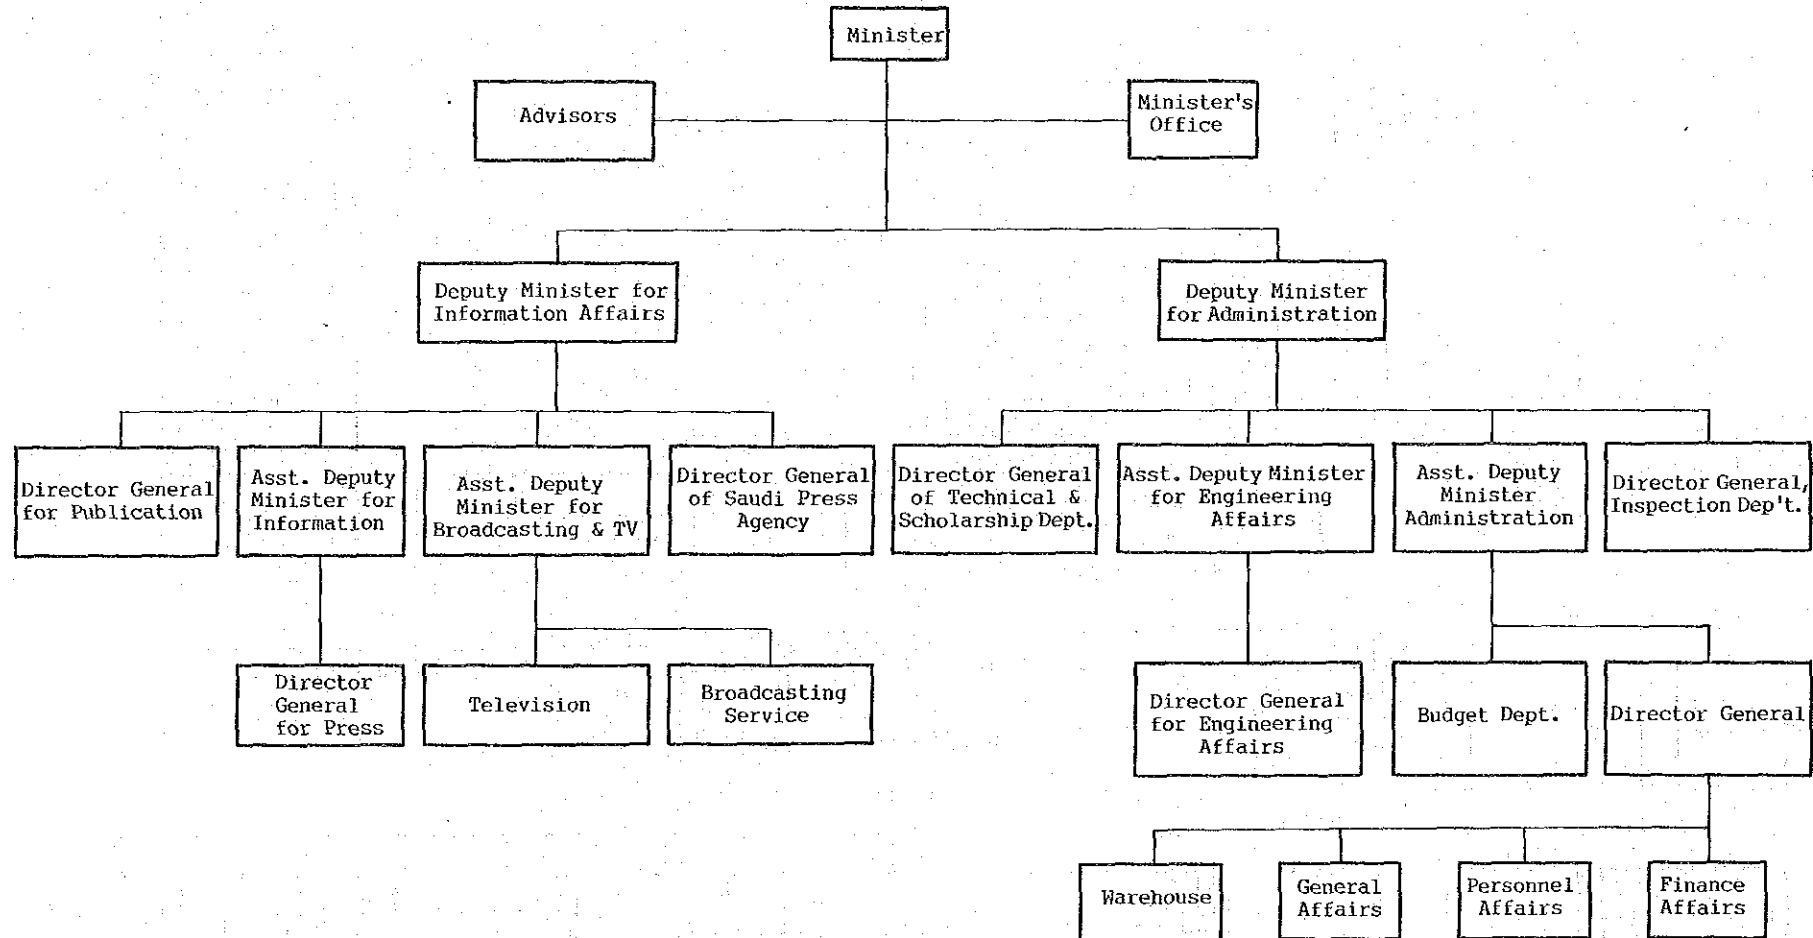 Minister
Advisors
Minister's
Office
Deputy Minister for
Information Affairs
Deputy Minister
for Administration
Director General
for Publication
Asst. Deputy
Minister for
Information
Asst. Deputy
Minister for
Broadcasting & TV
Director General
of Saudi Press
Agency
Director General
of Technical &
Scholarship Dept.
Asst. Deputy Minister
for Engineering
Affairs
Asst. Deputy
Minister
Administration
Director General,
Inspection Dep't.
Director
General
for Press
Television
Broadcasting
Service
Director General
for Engineering
Affairs
Budget Dept.
Director General
Warehouse
General
Affairs
Personnel
Affairs
Finance
Affairs